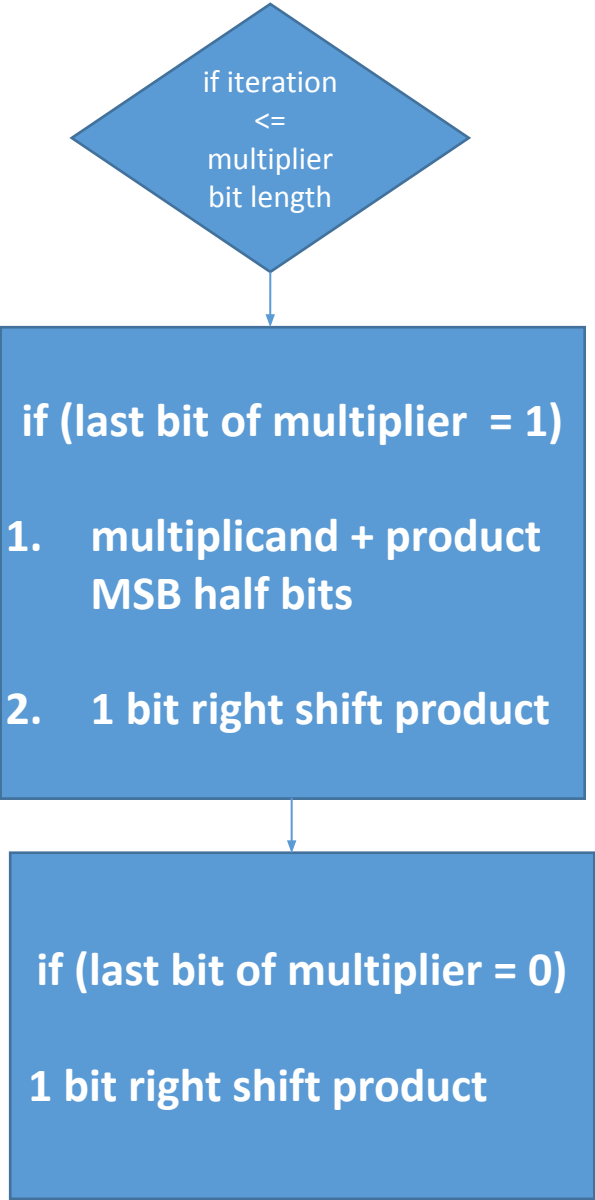 if iteration
<=
multiplier
bit length
if (last bit of multiplier = 1)
1. multiplicand + product
MSB half bits
2. 1 bit right shift product
if (last bit of multiplier = 0)
1 bit right shift product